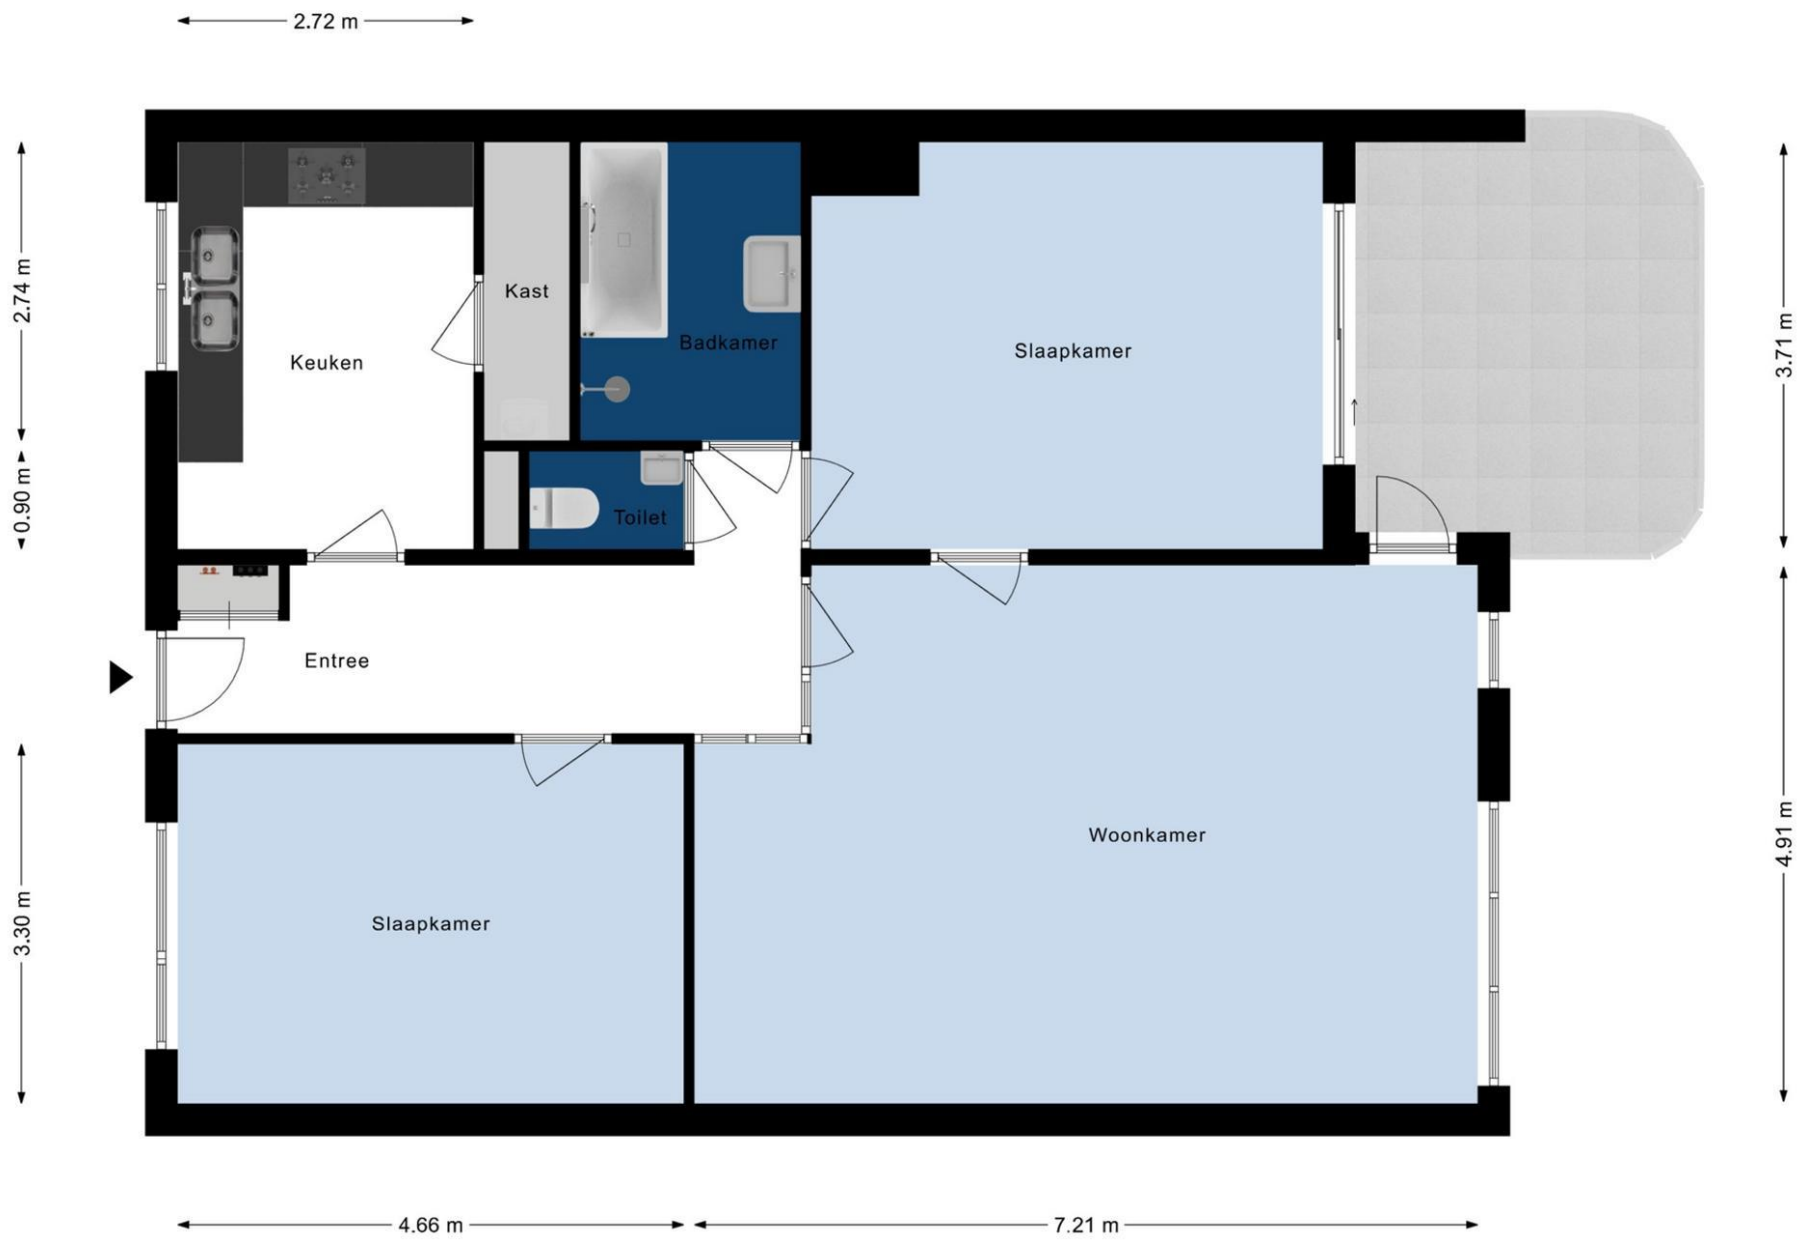 2.72 m
2.74 m
0.90 m
3.30 m
Keuken
Kast
Badkamer
Slaapkamer
Toilet
Entree
Woonkamer
Slaapkamer
3.71 m
4.91 m
4.66 m
7.21 m